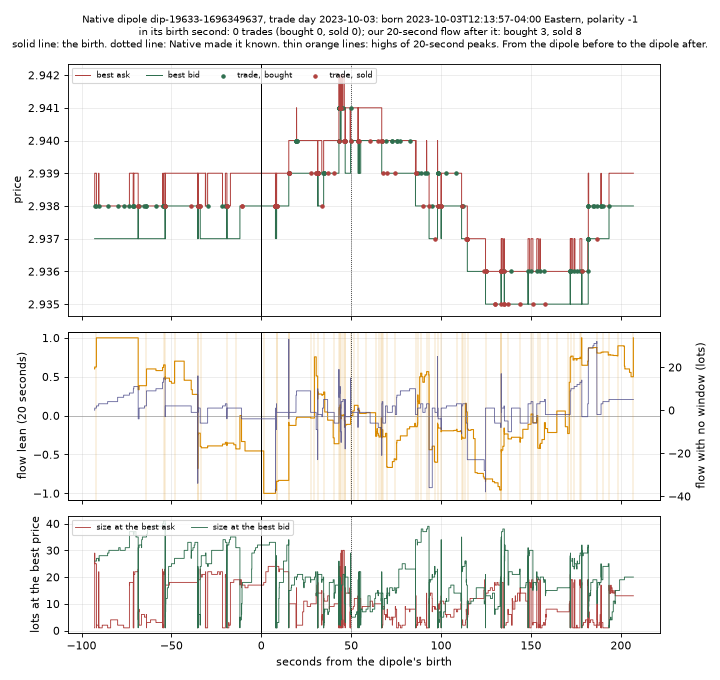 Native dipole dip-19633-1696349637, trade day 2023-10-03: born 2023-10-03T12:13:57-04:00 Eastern, polarity -1
in its birth second: 0 trades (bought 0, sold 0); our 20-second flow after it: bought 3, sold 8
solid line: the birth. dotted line: Native made it known. thin orange lines: highs of 20-second peaks. From the dipole before to the dipole after.
best ask best bid trade, bought trade, sold
2.942
2.941
2.940
2.939
2.938
2.937
2.936
2.935
price
1.0
0.5
0.0
−0.5
−1.0
flow lean (20 seconds)
20
0
−20
−40
flow with no window (lots)
size at the best ask size at the best bid
40
30
20
10
0
lots at the best price
−100 −50 0 50 100 150 200
seconds from the dipole's birth